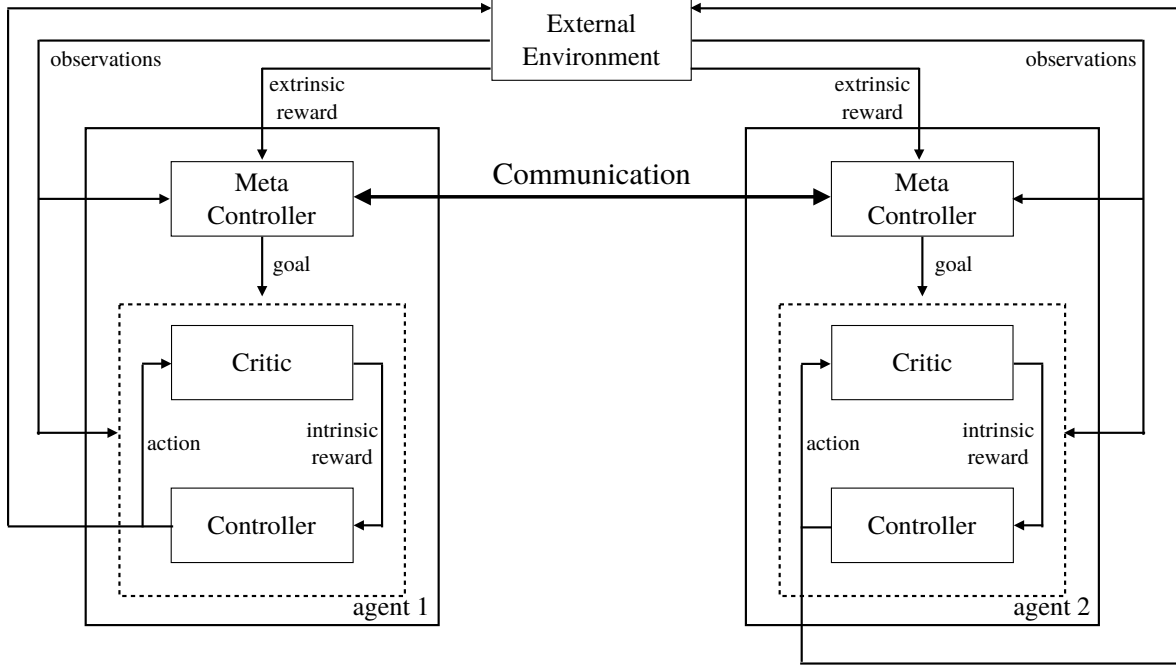 External
Environment
observations
observations
extrinsic
reward
extrinsic
reward
Meta
Controller
Communication
Meta
Controller
goal
goal
Critic
Critic
action
intrinsic
reward
action
intrinsic
reward
Controller
Controller
agent 1
agent 2